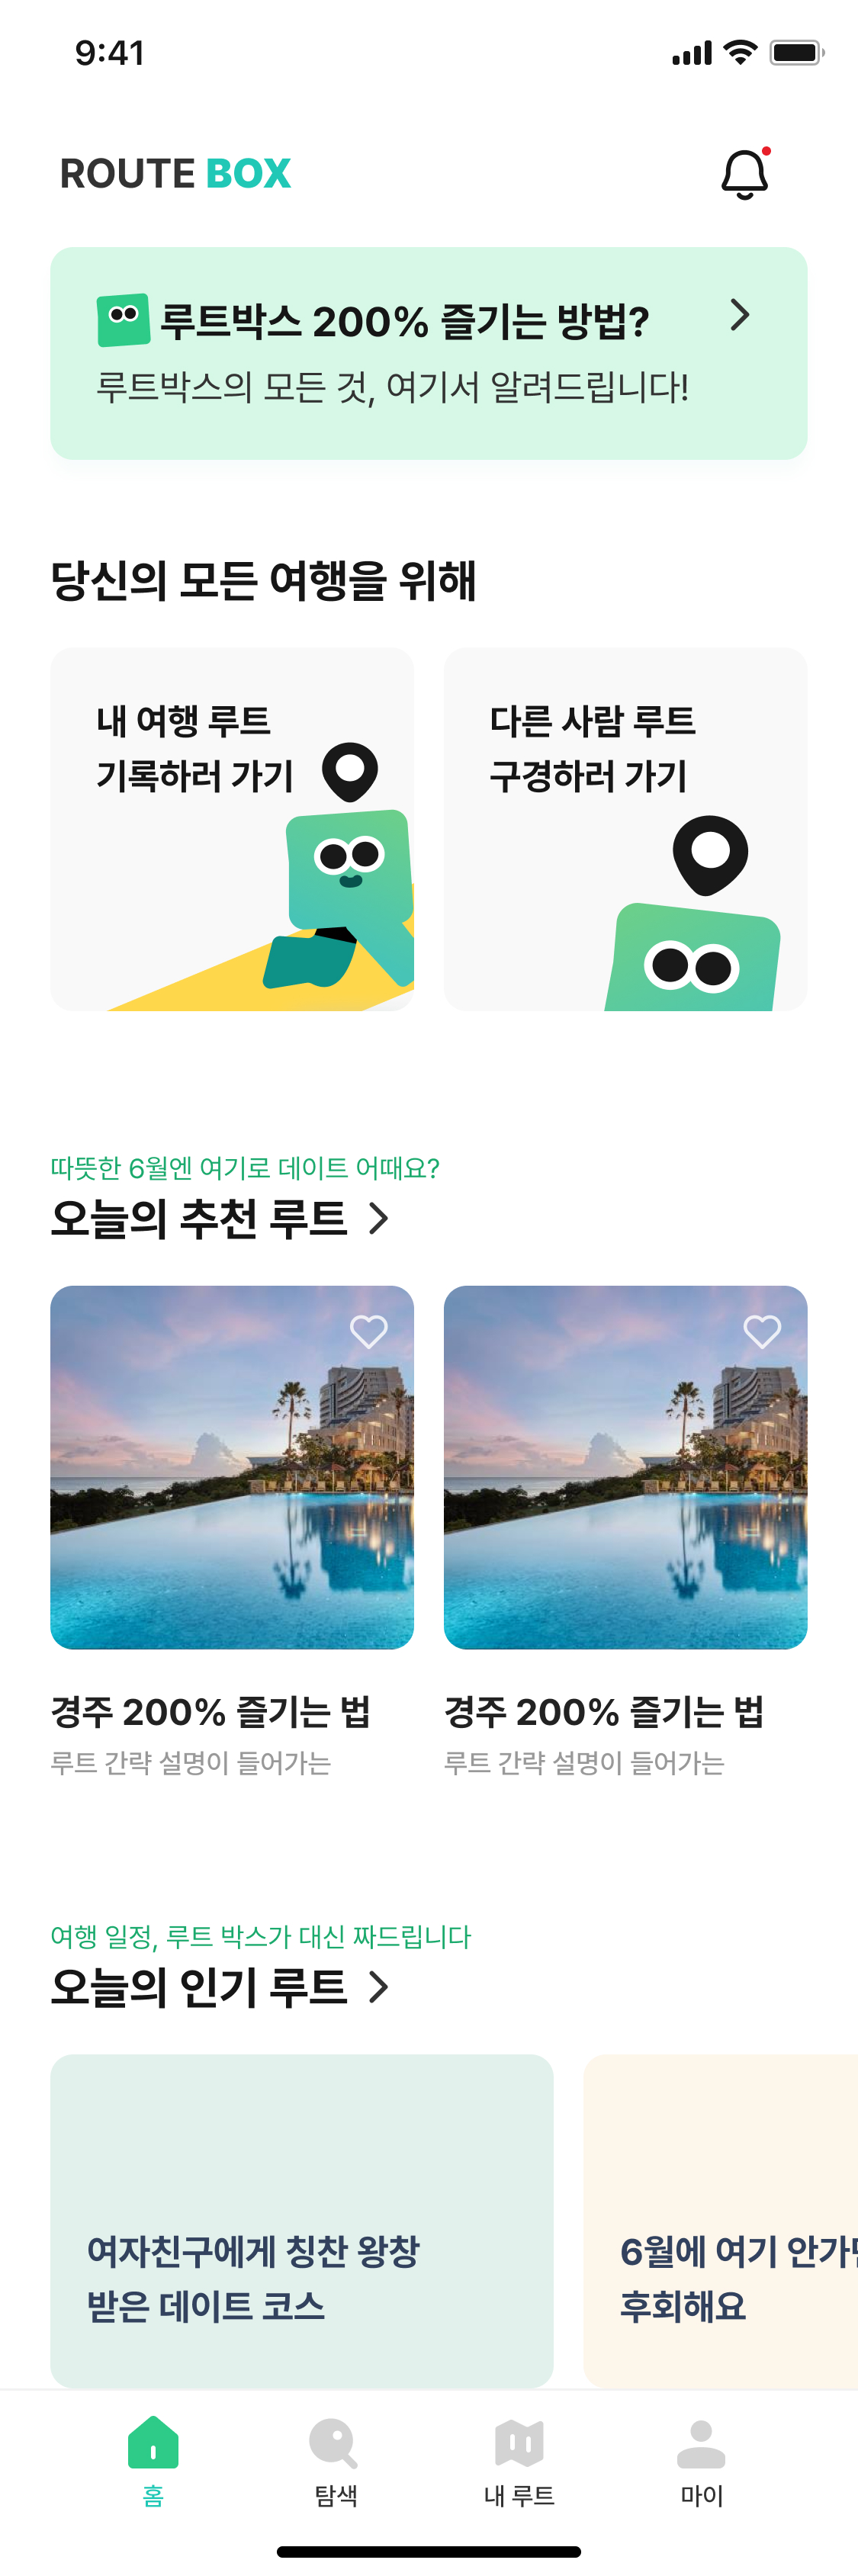 9:41
ROUTE BOX
루트박스 200% 즐기는 방법?
루트박스의 모든 것, 여기서 알려드립니다!
당신의 모든 여행을 위해
내 여행 루트
기록하러 가기
다른 사람 루트
구경하러 가기
따뜻한 6월엔 여기로 데이트 어때요?
오늘의 추천 루트
경주 200% 즐기는 법
루트 간략 설명이 들어가는
경주 200% 즐기는 법
루트 간략 설명이 들어가는
여행 일정, 루트 박스가 대신 짜드립니다
오늘의 인기 루트
여자친구에게 칭찬 왕창
받은 데이트 코스
6월에 여기 안가
후회해요
홈
탐색
내 루트
마이